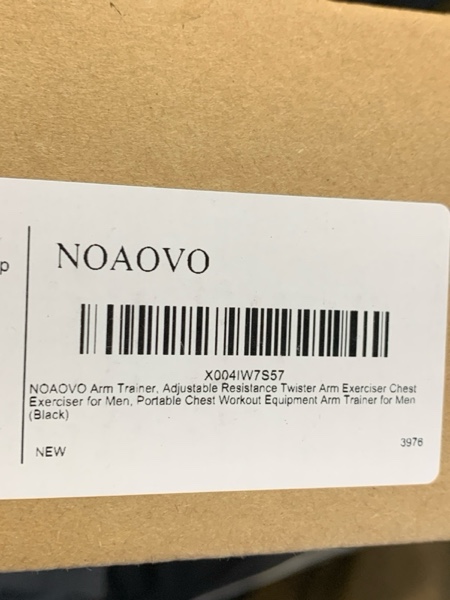 p
NOAOVO
X004IW7S57
NOAOVO Arm Trainer, Adjustable Resistance Twister Arm Exerciser Chest
Exerciser for Men, Portable Chest Workout Equipment Arm Trainer for Men
(Black)
NEW
3976